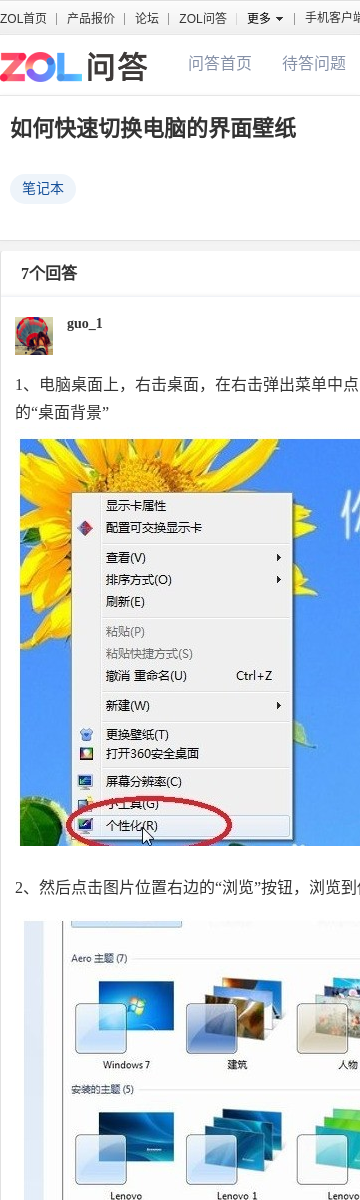 ZOL首页 | 产品报价 | 论坛 | ZOL问答 | 更多 | 手机客户端
ZOL问答 问答首页 待答问题
如何快速切换电脑的界面壁纸
笔记本
7个回答
guo_1
1、电脑桌面上，右击桌面，在右击弹出菜单中点
的“桌面背景”
显示卡属性
配置可交换显示卡
查看(V)
排序方式(O)
刷新(E)
粘贴(P)
粘贴快捷方式(S)
撤消 重命名(U) Ctrl+Z
新建(W)
更换壁纸(T)
打开360安全桌面
屏幕分辨率(C)
小工具(G)
个性化(R)
2、然后点击图片位置右边的“浏览”按钮，浏览到
Aero 主题 (7)
Windows 7 建筑 人物
安装的主题 (5)
Lenovo Lenovo 1 Lenovo